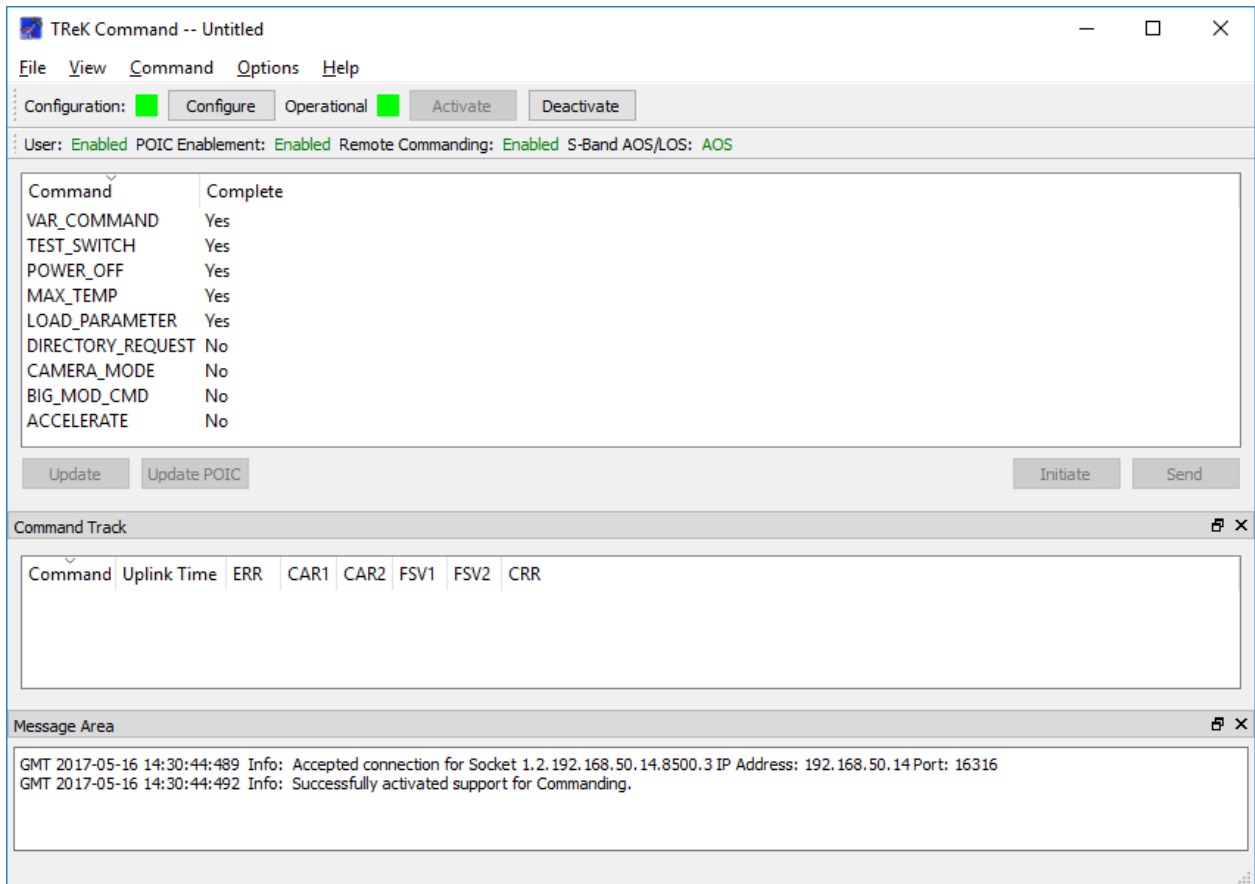 TReK Command -- Untitled
File View Command Options Help
Configuration: Configure Operational Activate Deactivate
User: Enabled POIC Enablement: Enabled Remote Commanding: Enabled S-Band AOS/LOS: AOS
Command Complete
VAR_COMMAND Yes
TEST_SWITCH Yes
POWER_OFF Yes
MAX_TEMP Yes
LOAD_PARAMETER Yes
DIRECTORY_REQUEST No
CAMERA_MODE No
BIG_MOD_CMD No
ACCELERATE No
Update Update POIC Initiate Send
Command Track
Command Uplink Time ERR CAR1 CAR2 FSV1 FSV2 CRR
Message Area
GMT 2017-05-16 14:30:44:489 Info: Accepted connection for Socket 1.2.192.168.50.14.8500.3 IP Address: 192.168.50.14 Port: 16316
GMT 2017-05-16 14:30:44:492 Info: Successfully activated support for Commanding.